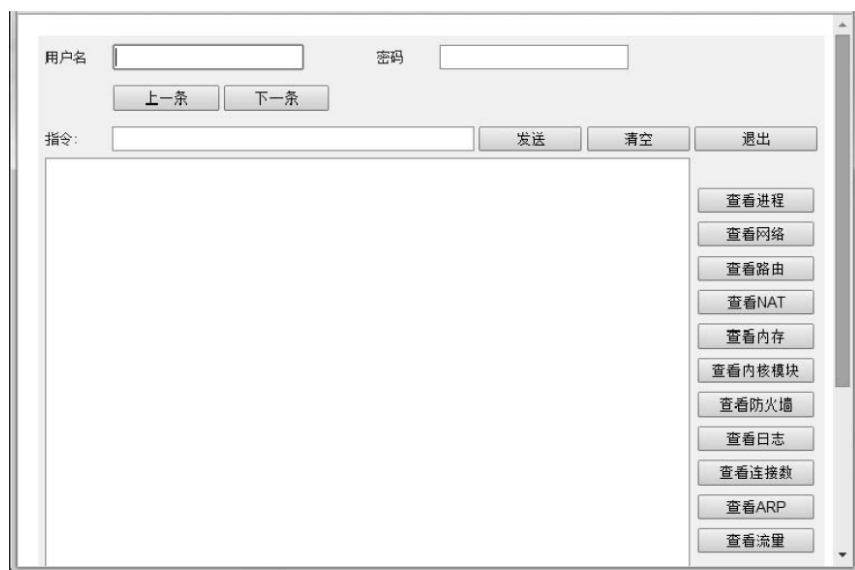 用户名 密码
上一条 下一条
指令: 发送 清空 退出
查看进程
查看网络
查看路由
查看NAT
查看内存
查看内核模块
查看防火墙
查看日志
查看连接数
查看ARP
查看流量